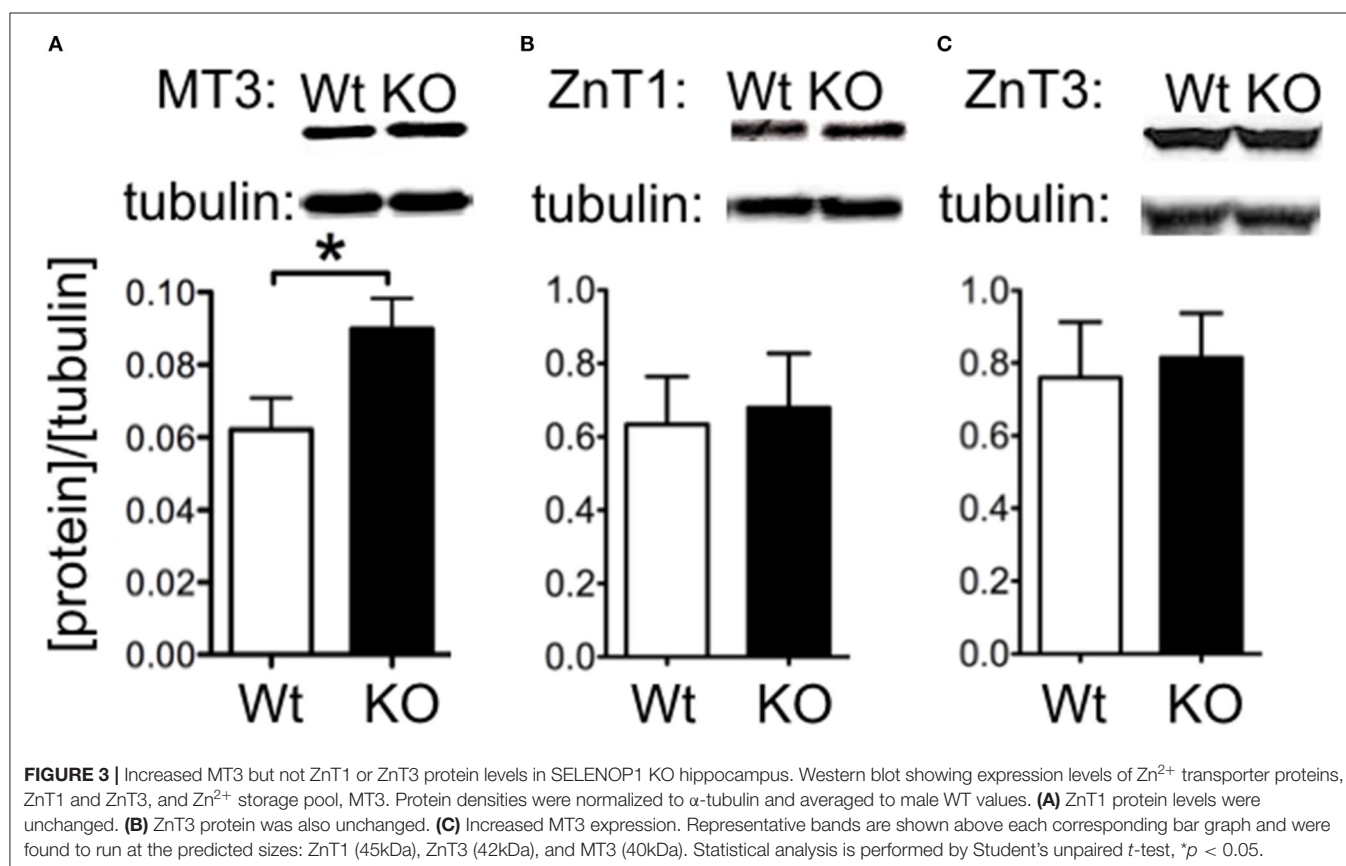 A
B
C
MT3: Wt KO
ZnT1: Wt KO
ZnT3: Wt KO
tubulin:
tubulin:
tubulin:
*
[protein]/[tubulin]
0.10
0.08
0.06
0.04
0.02
0.00
Wt KO
1.0
0.8
0.6
0.4
0.2
0.0
Wt KO
1.0
0.8
0.6
0.4
0.2
0.0
Wt KO
FIGURE 3 | Increased MT3 but not ZnT1 or ZnT3 protein levels in SELENOP1 KO hippocampus. Western blot showing expression levels of Zn²⁺ transporter proteins,
ZnT1 and ZnT3, and Zn²⁺ storage pool, MT3. Protein densities were normalized to α-tubulin and averaged to male WT values. (A) ZnT1 protein levels were
unchanged. (B) ZnT3 protein was also unchanged. (C) Increased MT3 expression. Representative bands are shown above each corresponding bar graph and were
found to run at the predicted sizes: ZnT1 (45kDa), ZnT3 (42kDa), and MT3 (40kDa). Statistical analysis is performed by Student's unpaired t-test, *p < 0.05.